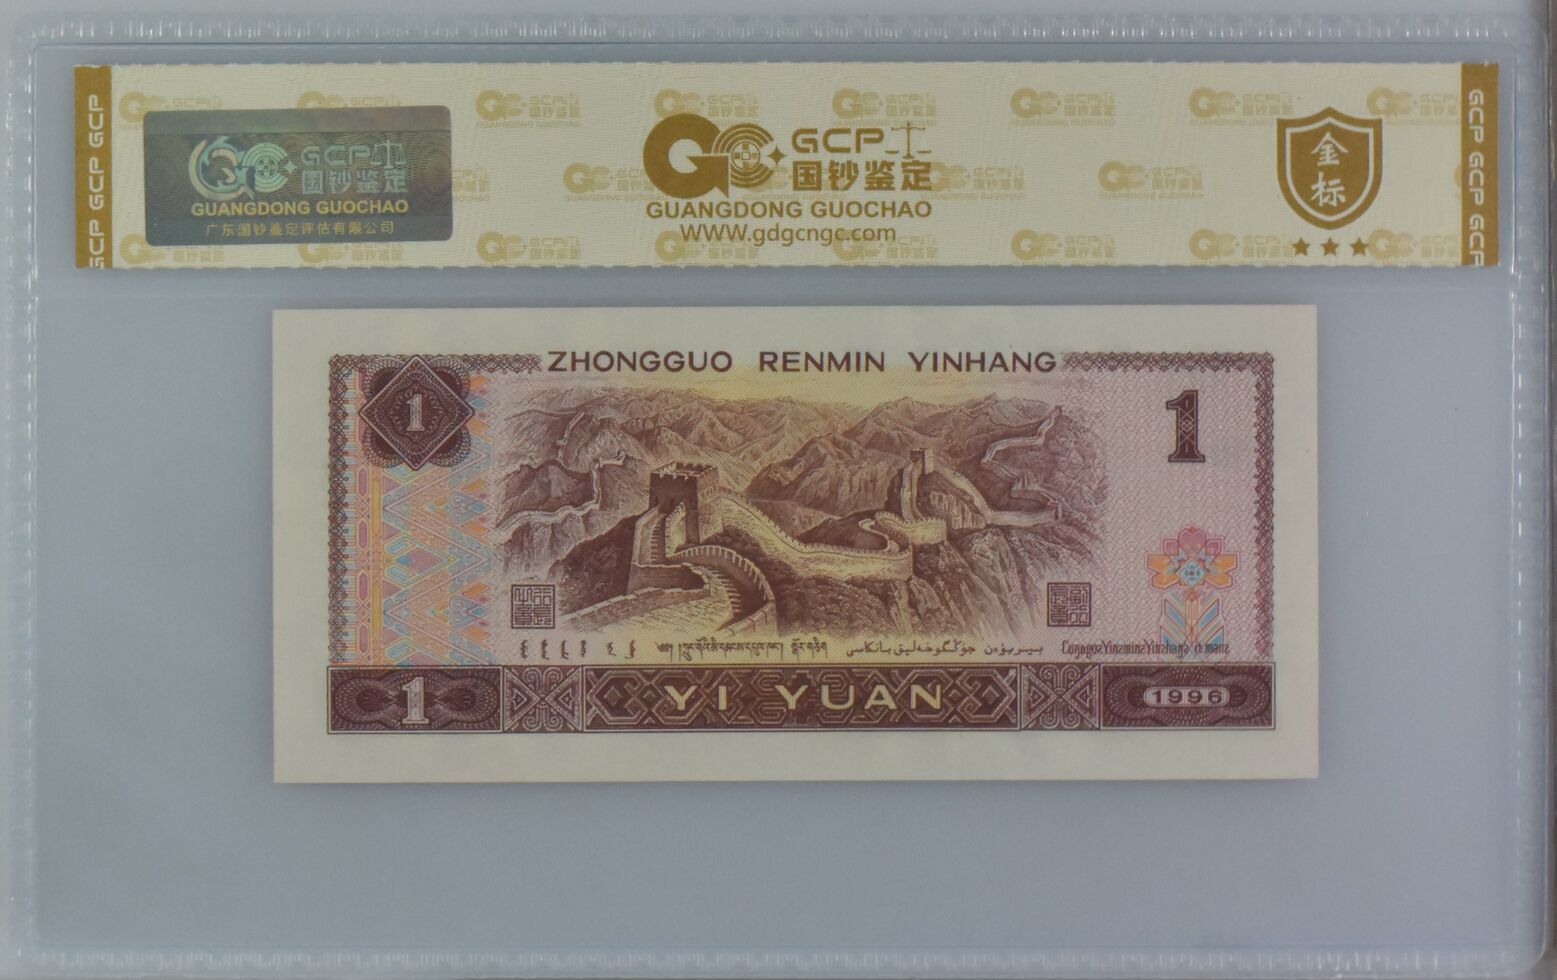 GCP GCP GCP
GCP
国钞鉴定
GUANGDONG GUOCHAO
广东国钞鉴定评估有限公司
GCP
国钞鉴定
GUANGDONG GUOCHAO
WWW.gdgcngc.com
金标
GCP GCP GCP
ZHONGGUO RENMIN YINHANG
1
1
1
YI YUAN
1996